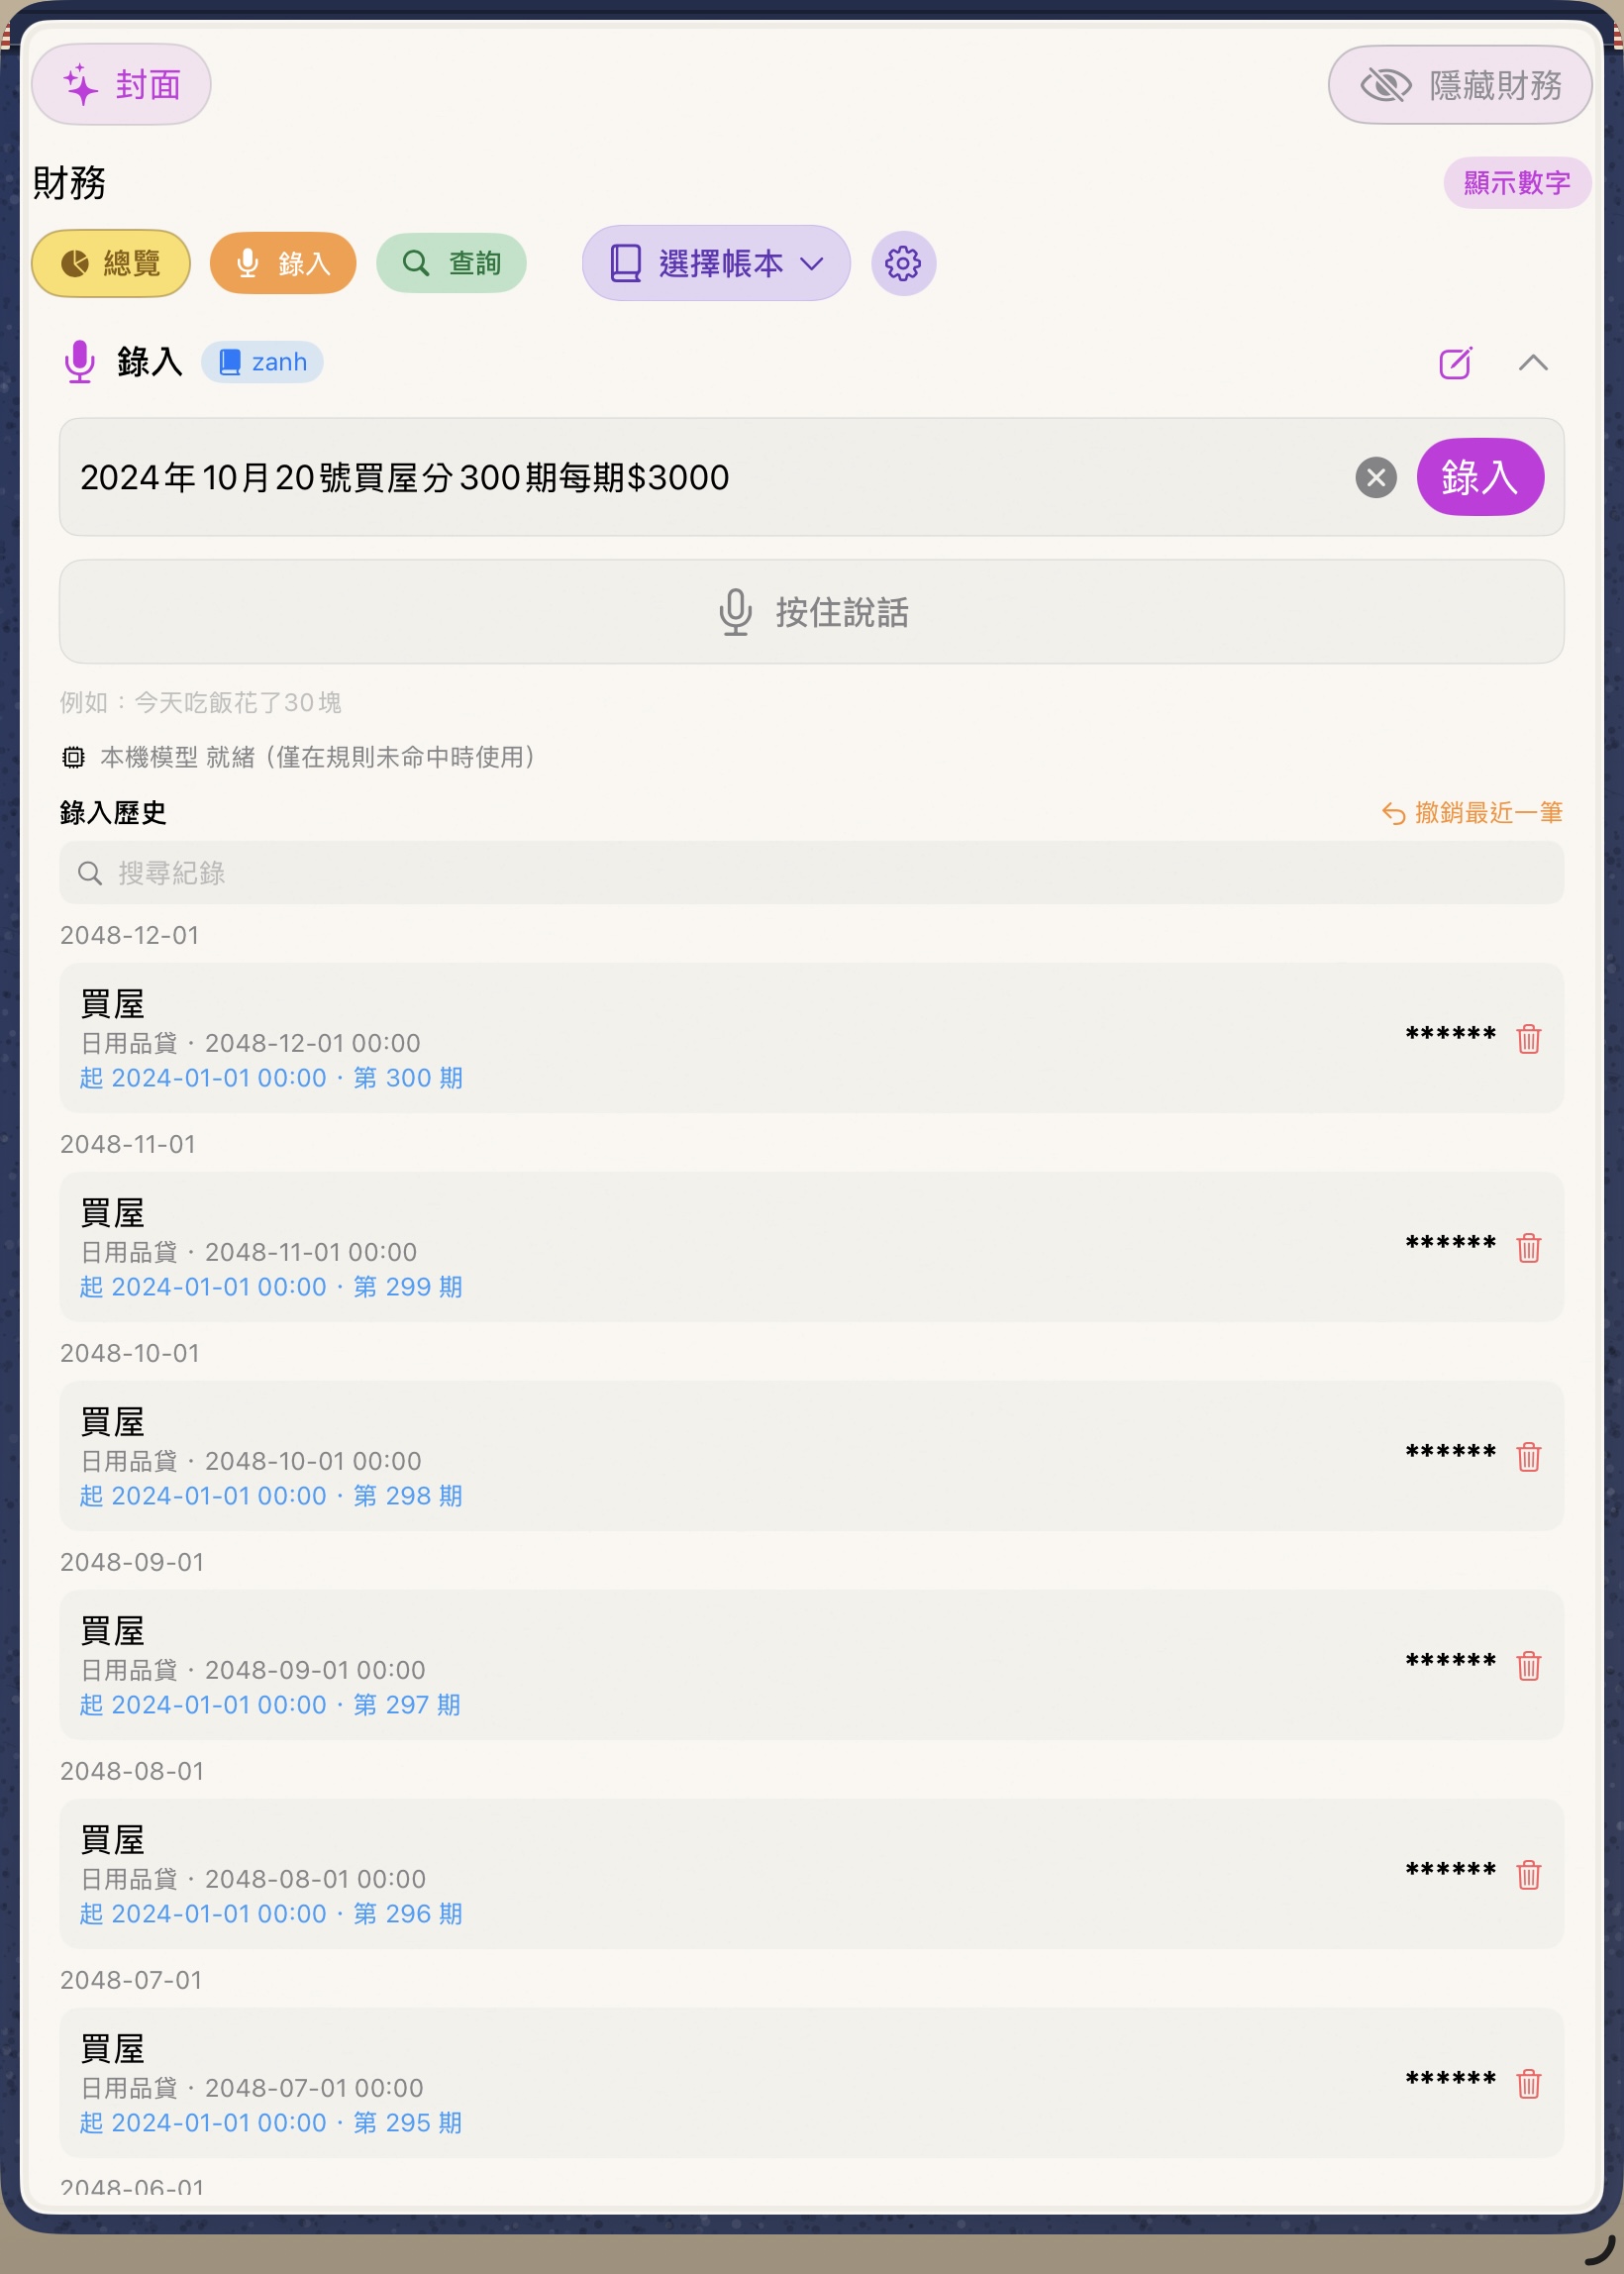 封面
隱藏財務
財務
顯示數字
總覽
錄入
查詢
選擇帳本
錄入
zanh
2024年10月20號買屋分300期每期$3000
錄入
按住說話
例如：今天吃飯花了30塊
本機模型 就緒（僅在規則未命中時使用）
錄入歷史
撤銷最近一筆
搜尋紀錄
2048-12-01
買屋
日用品貸 · 2048-12-01 00:00
起 2024-01-01 00:00 · 第 300 期
******
2048-11-01
買屋
日用品貸 · 2048-11-01 00:00
起 2024-01-01 00:00 · 第 299 期
******
2048-10-01
買屋
日用品貸 · 2048-10-01 00:00
起 2024-01-01 00:00 · 第 298 期
******
2048-09-01
買屋
日用品貸 · 2048-09-01 00:00
起 2024-01-01 00:00 · 第 297 期
******
2048-08-01
買屋
日用品貸 · 2048-08-01 00:00
起 2024-01-01 00:00 · 第 296 期
******
2048-07-01
買屋
日用品貸 · 2048-07-01 00:00
起 2024-01-01 00:00 · 第 295 期
******
2048-06-01